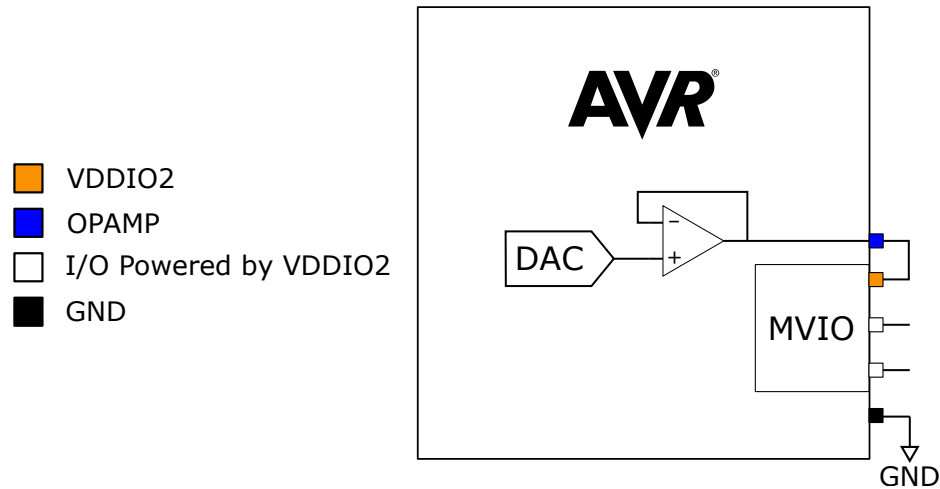 AVR®
VDDIO2
OPAMP
I/O Powered by VDDIO2
GND
DAC
−
+
MVIO
GND